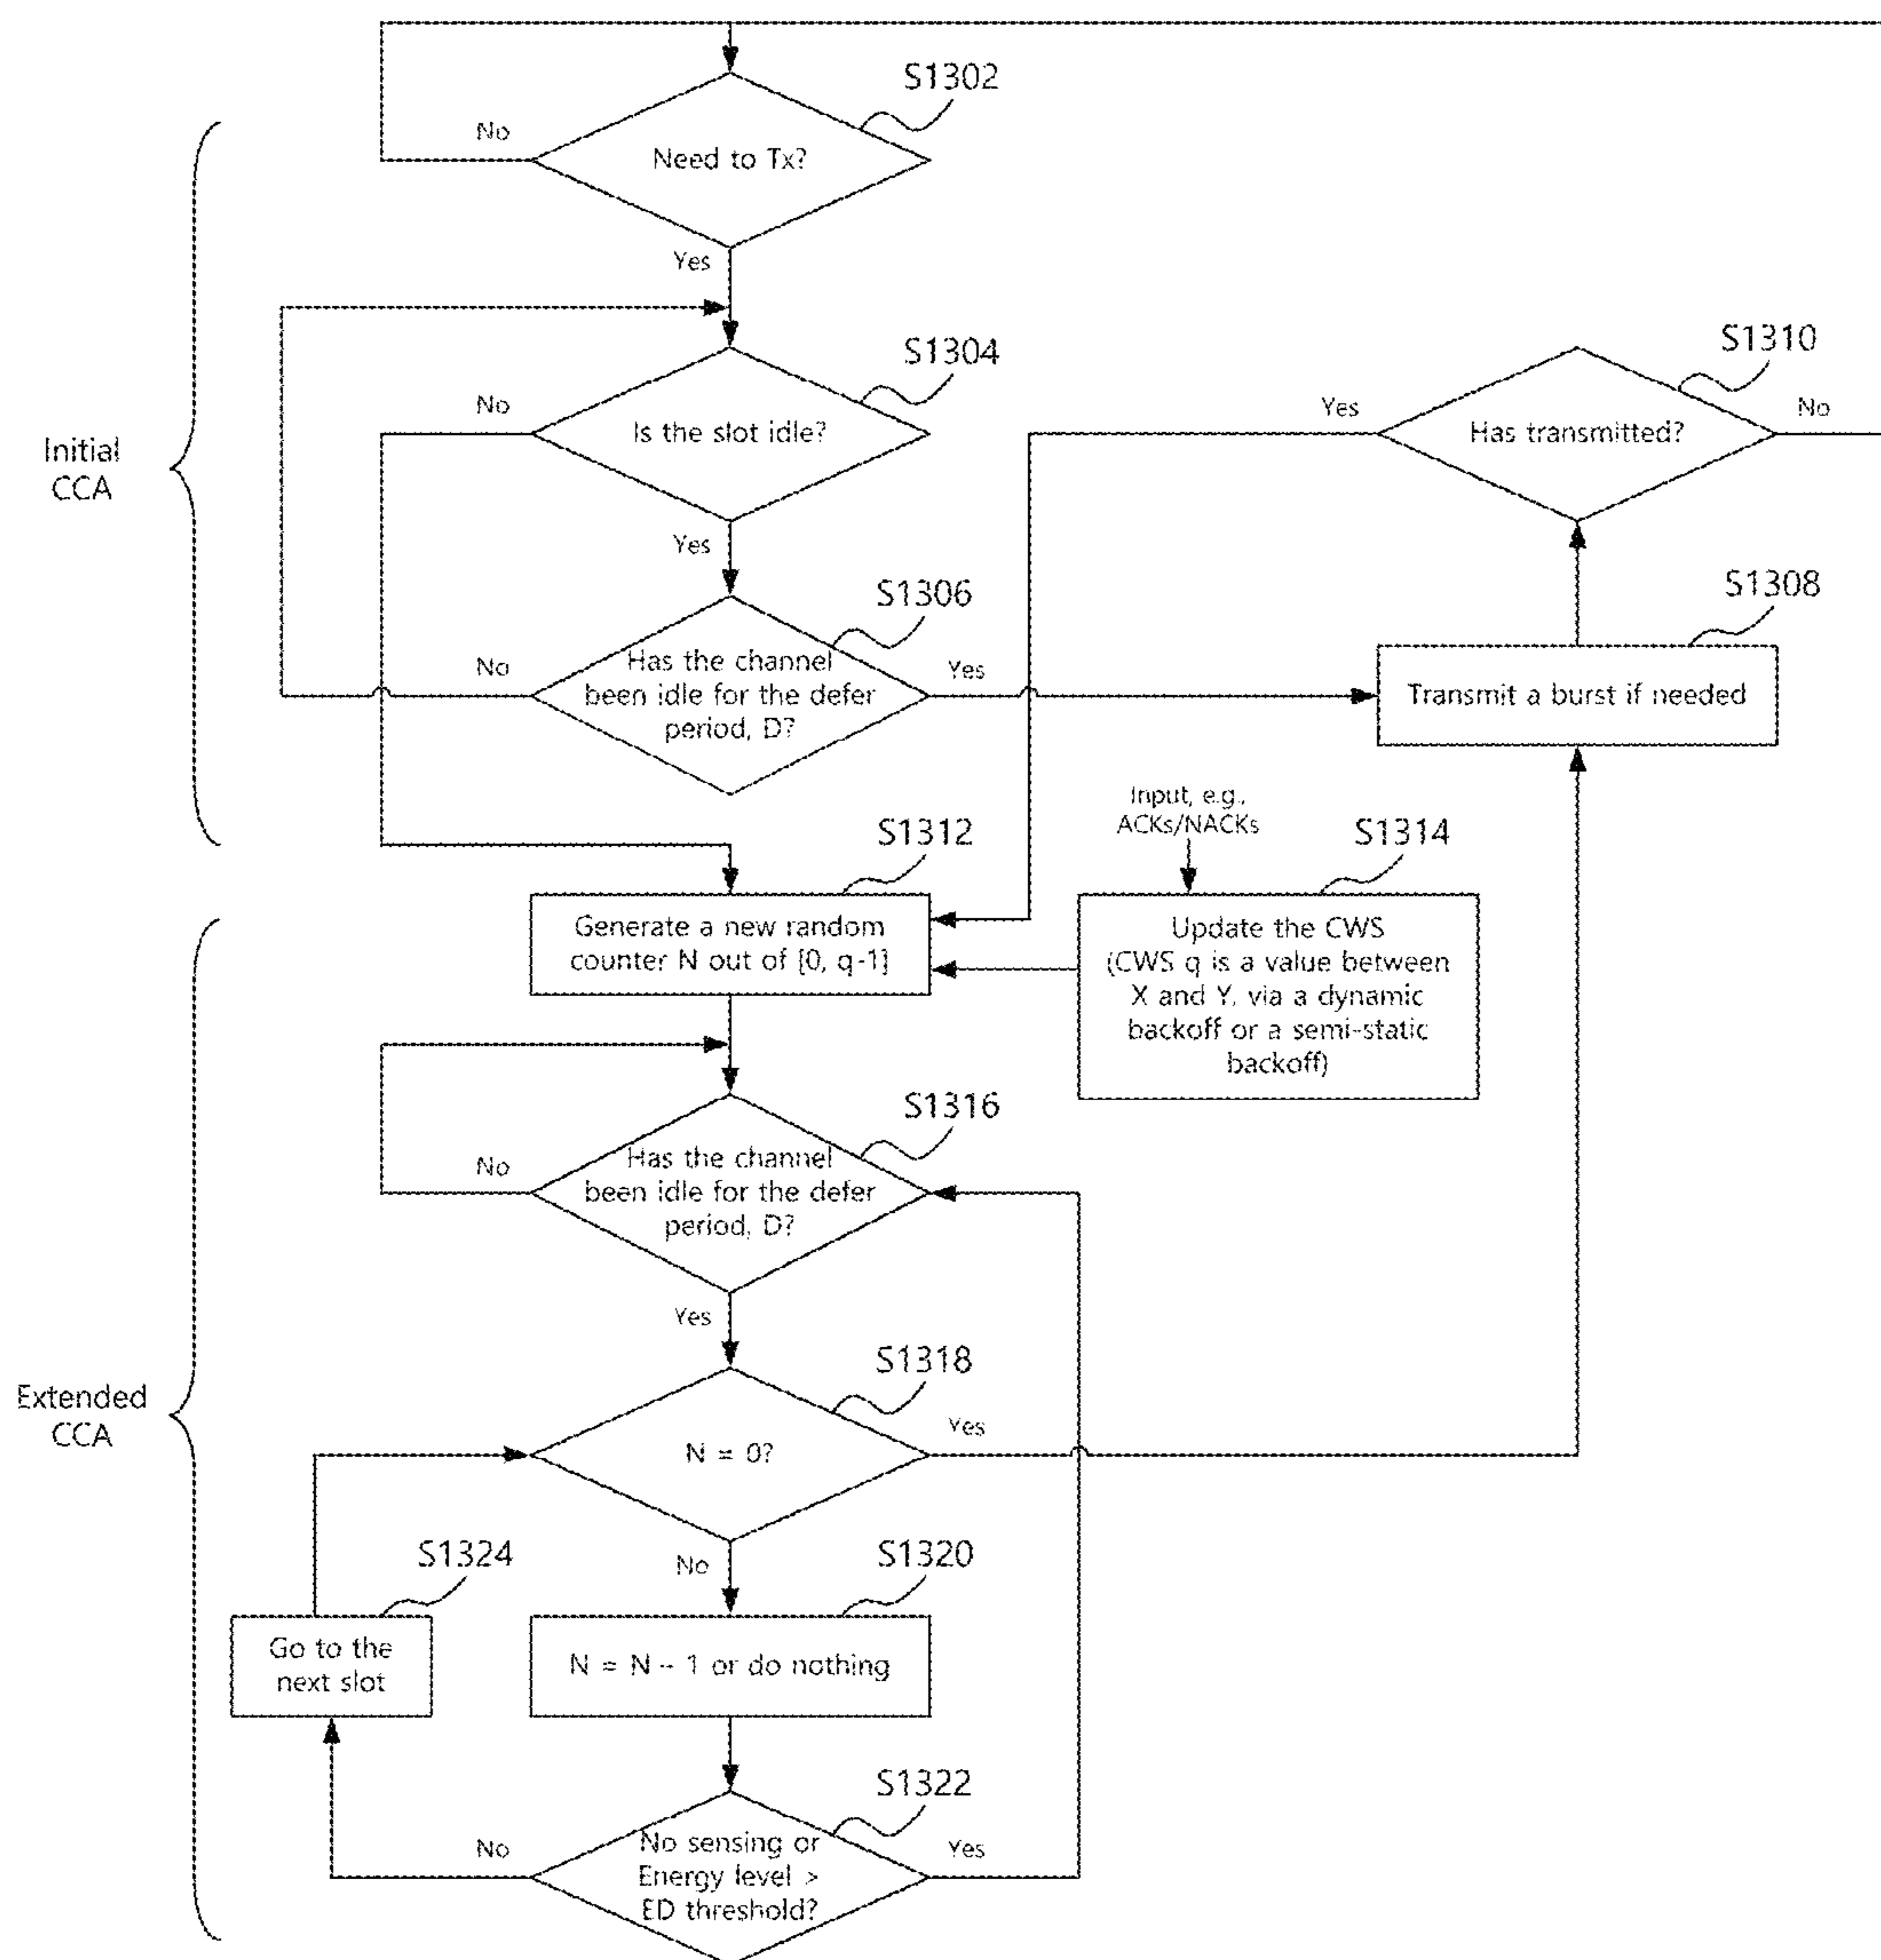 S1302
No
Need to Tx?
Yes
S1304
No
Is the slot idle?
Yes
S1310
Yes
Has transmitted?
No
Initial
CCA
S1306
No
Has the channel
been idle for the defer
period, D?
Yes
S1308
Transmit a burst if needed
Input, e.g.,
ACKs/NACKs
S1312
Generate a new random
counter N out of [0, q-1]
S1314
Update the CWS
(CWS q is a value between
X and Y, via a dynamic
backoff or a semi-static
backoff)
S1316
No
Has the channel
been idle for the defer
period, D?
Yes
Extended
CCA
S1318
N = 0?
Yes
No
S1324
Go to the
next slot
S1320
N = N - 1 or do nothing
S1322
No
No sensing or
Energy level >
ED threshold?
Yes